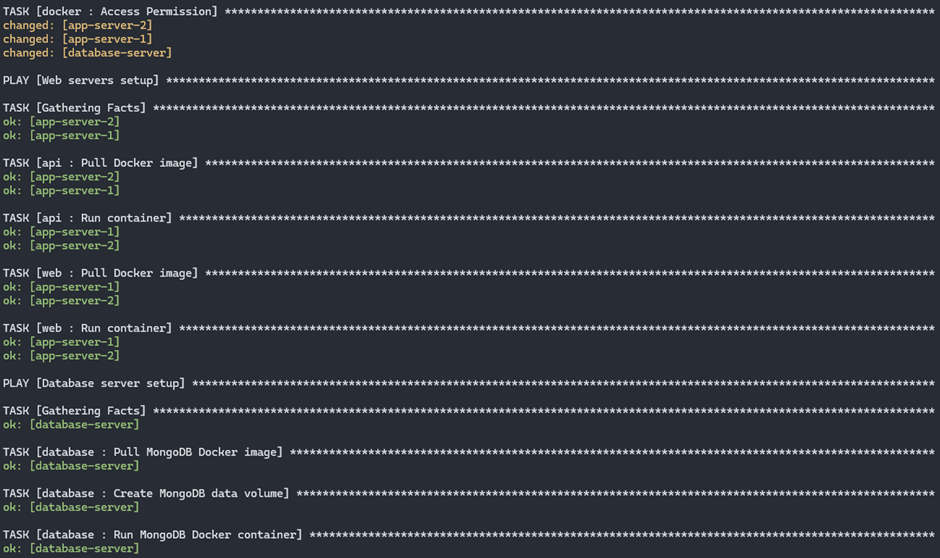 TASK [docker : Access Permission] *************************************************************************************************************
changed: [app-server-2]
changed: [app-server-1]
changed: [database-server]
PLAY [Web servers setup] **********************************************************************************************************************
TASK [Gathering Facts] ************************************************************************************************************************
ok: [app-server-2]
ok: [app-server-1]
TASK [api : Pull Docker image] ****************************************************************************************************************
ok: [app-server-2]
ok: [app-server-1]
TASK [api : Run container] ********************************************************************************************************************
ok: [app-server-1]
ok: [app-server-2]
TASK [web : Pull Docker image] ****************************************************************************************************************
ok: [app-server-1]
ok: [app-server-2]
TASK [web : Run container] ********************************************************************************************************************
ok: [app-server-1]
ok: [app-server-2]
PLAY [Database server setup] ******************************************************************************************************************
TASK [Gathering Facts] ************************************************************************************************************************
ok: [database-server]
TASK [database : Pull MongoDB Docker image] ***************************************************************************************************
ok: [database-server]
TASK [database : Create MongoDB data volume] **************************************************************************************************
ok: [database-server]
TASK [database : Run MongoDB Docker container] ************************************************************************************************
ok: [database-server]